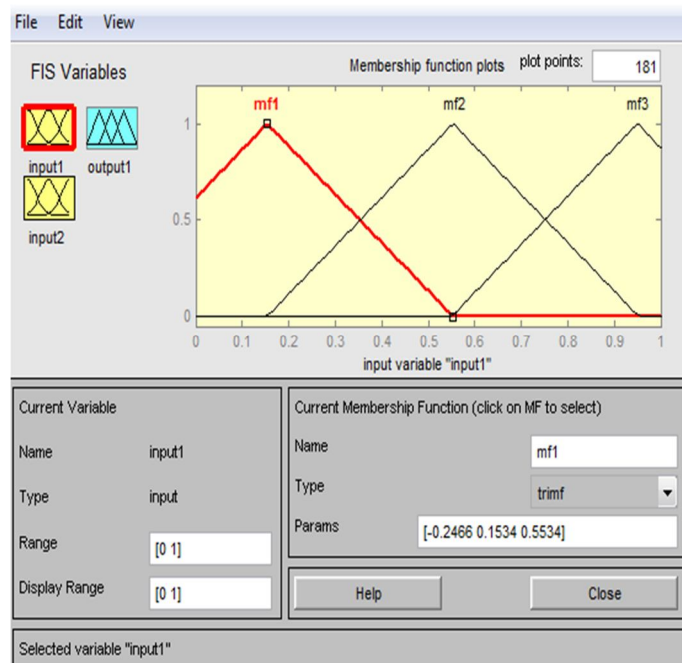 File Edit View
FIS Variables
Membership function plots plot points: 181
mf1 mf2 mf3
input1 output1
input2
1
0.5
0
0 0.1 0.2 0.3 0.4 0.5 0.6 0.7 0.8 0.9 1
input variable "input1"
Current Variable
Name input1
Type input
Range [0 1]
Display Range [0 1]
Current Membership Function (click on MF to select)
Name mf1
Type trimf
Params [-0.2466 0.1534 0.5534]
Help Close
Selected variable "input1"